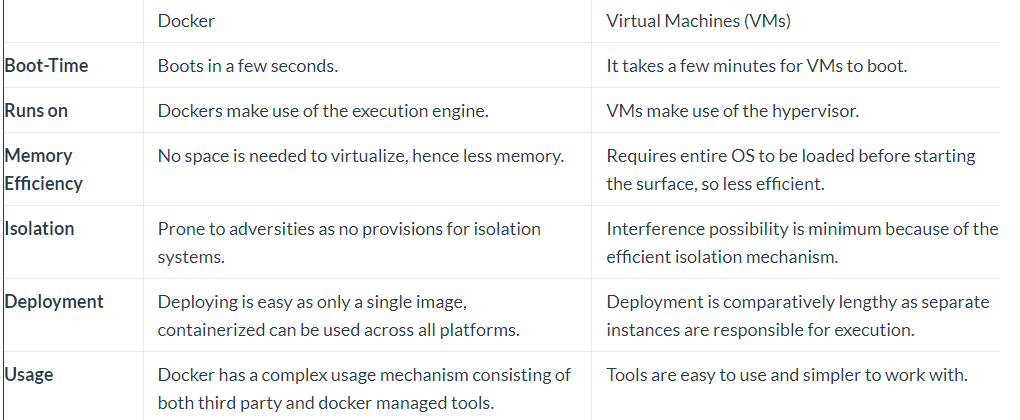 Docker
Virtual Machines (VMs)
Boot-Time
Boots in a few seconds.
It takes a few minutes for VMs to boot.
Runs on
Dockers make use of the execution engine.
VMs make use of the hypervisor.
Memory
Efficiency
No space is needed to virtualize, hence less memory.
Requires entire OS to be loaded before starting
the surface, so less efficient.
Isolation
Prone to adversities as no provisions for isolation
systems.
Interference possibility is minimum because of the
efficient isolation mechanism.
Deployment
Deploying is easy as only a single image,
containerized can be used across all platforms.
Deployment is comparatively lengthy as separate
instances are responsible for execution.
Usage
Docker has a complex usage mechanism consisting of
both third party and docker managed tools.
Tools are easy to use and simpler to work with.